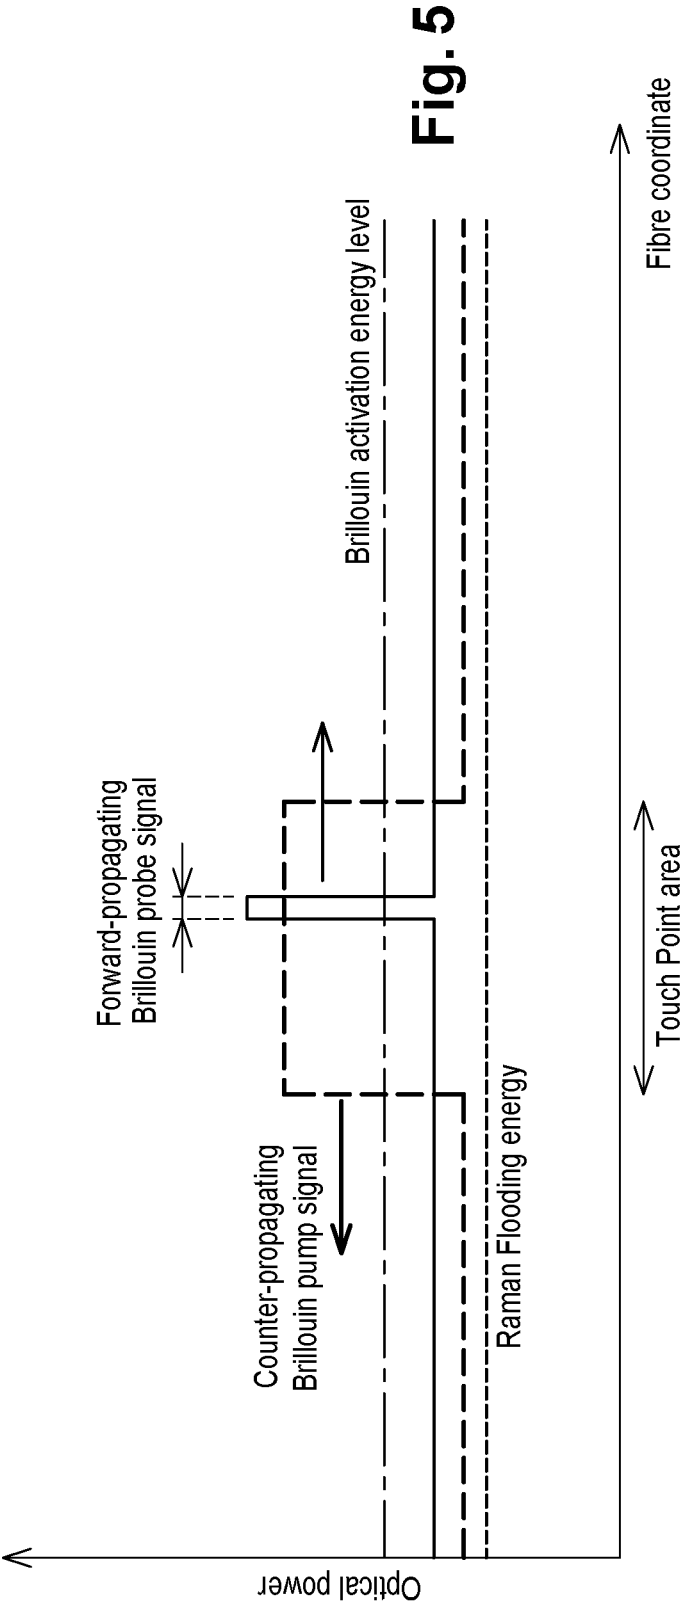 Forward-propagating
Brillouin probe signal
Counter-propagating
Brillouin pump signal
Brillouin activation energy level
Raman Flooding energy
Optical power
Touch Point area
Fibre coordinate
Fig. 5